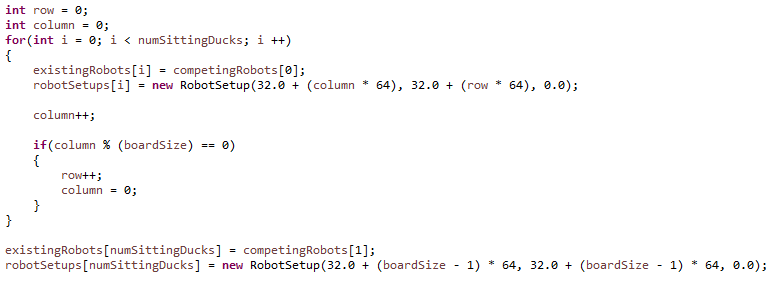 int row = 0;
int column = 0;
for(int i = 0; i < numSittingDucks; i ++)
{
    existingRobots[i] = competingRobots[0];
    robotSetups[i] = new RobotSetup(32.0 + (column * 64), 32.0 + (row * 64), 0.0);

    column++;

    if(column % (boardSize) == 0)
    {
        row++;
        column = 0;
    }
}

existingRobots[numSittingDucks] = competingRobots[1];
robotSetups[numSittingDucks] = new RobotSetup(32.0 + (boardSize - 1) * 64, 32.0 + (boardSize - 1) * 64, 0.0);